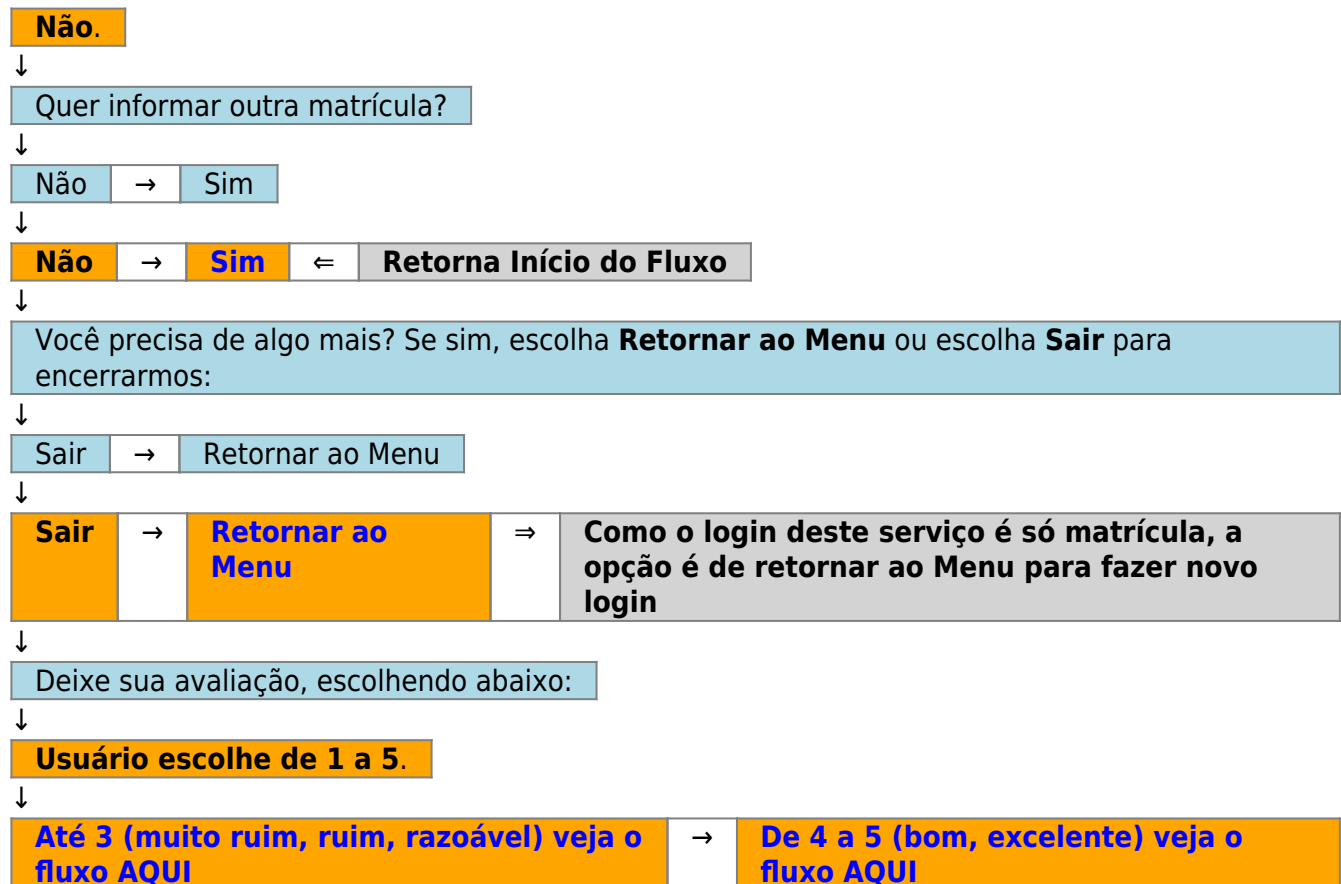 Não.
↓
Quer informar outra matrícula?
↓
Não → Sim
↓
Não → Sim ⇐ Retorna Início do Fluxo
↓
Você precisa de algo mais? Se sim, escolha Retornar ao Menu ou escolha Sair para
encerrarmos:
↓
Sair → Retornar ao Menu
↓
Sair → Retornar ao
Menu ⇒ Como o login deste serviço é só matrícula, a
opção é de retornar ao Menu para fazer novo
login
↓
Deixe sua avaliação, escolhendo abaixo:
↓
Usuário escolhe de 1 a 5.
↓
Até 3 (muito ruim, ruim, razoável) veja o
fluxo AQUI → De 4 a 5 (bom, excelente) veja o
fluxo AQUI